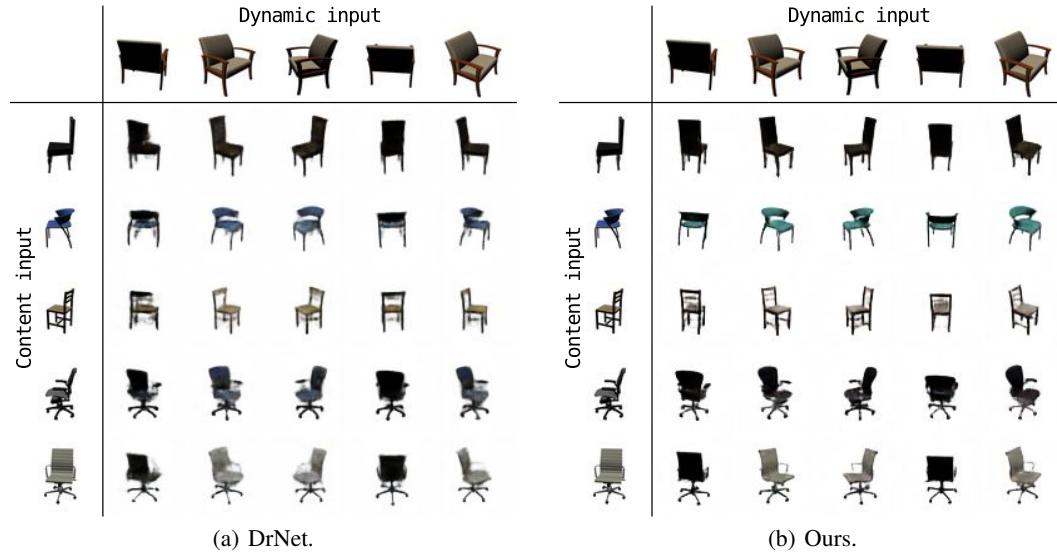 Dynamic input
Content input
(a) DrNet.
Dynamic input
Content input
(b) Ours.